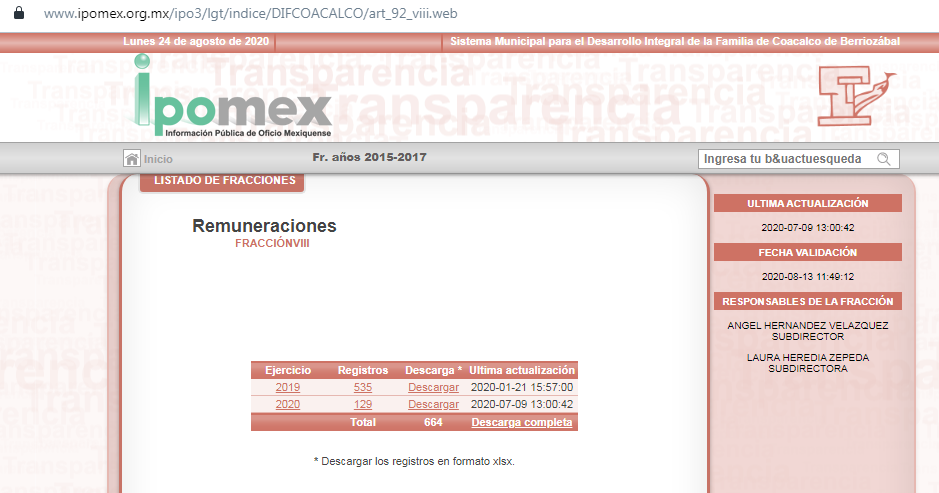 www.ipomex.org.mx/ipo3/lgt/indice/DIFCOACALCO/art_92_viii.web
Lunes 24 de agosto de 2020
Sistema Municipal para el Desarrollo Integral de la Familia de Coacalco de Berriozábal
Transparencia
ipomex
Información Pública de Oficio Mexiquense
Inicio
Fr. años 2015-2017
Ingresa tu b&uactuesqueda
LISTADO DE FRACCIONES
Remuneraciones
FRACCIÓNVIII
Ejercicio Registros Descarga * Ultima actualización
2019 535 Descargar 2020-01-21 15:57:00
2020 129 Descargar 2020-07-09 13:00:42
Total 664 Descarga completa
* Descargar los registros en formato xlsx.
ULTIMA ACTUALIZACIÓN
2020-07-09 13:00:42
FECHA VALIDACIÓN
2020-08-13 11:49:12
RESPONSABLES DE LA FRACCIÓN
ANGEL HERNANDEZ VELAZQUEZ
SUBDIRECTOR
LAURA HEREDIA ZEPEDA
SUBDIRECTORA